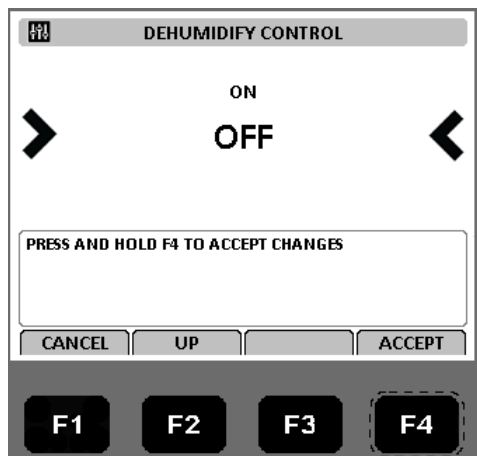 DEHUMIDIFY CONTROL
ON
OFF
PRESS AND HOLD F4 TO ACCEPT CHANGES
CANCEL UP ACCEPT
F1 F2 F3 F4